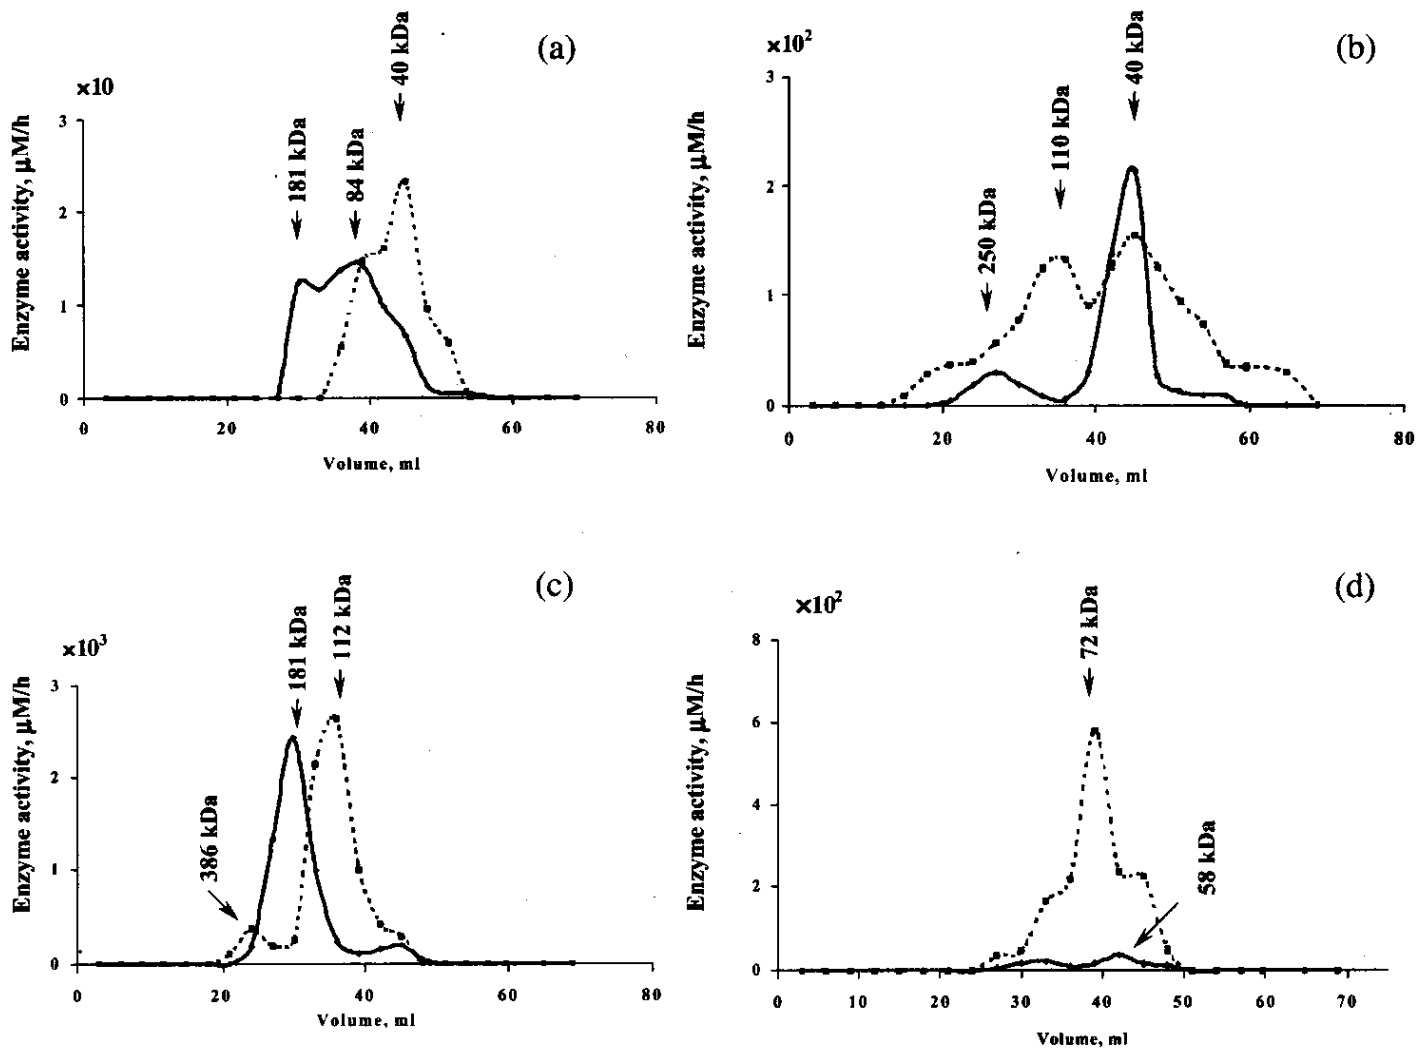 (a)
×10
Enzyme activity, μM/h
3
2
1
0
0
20
40
60
80
Volume, ml
181 kDa
84 kDa
40 kDa
(b)
×10²
Enzyme activity, μM/h
3
2
1
0
0
20
40
60
80
Volume, ml
250 kDa
110 kDa
40 kDa
(c)
×10³
Enzyme activity, μM/h
3
2
1
0
0
20
40
60
80
Volume, ml
386 kDa
181 kDa
112 kDa
(d)
×10²
Enzyme activity, μM/h
8
6
4
2
0
0
10
20
30
40
50
60
70
Volume, ml
72 kDa
58 kDa